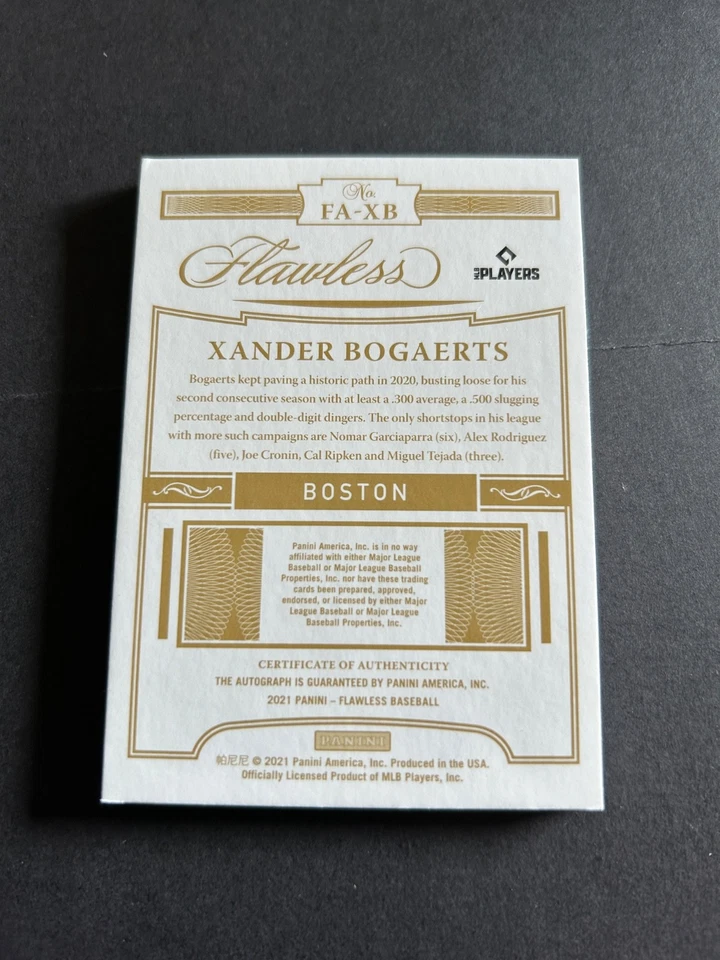 No.
FA-XB
Flawless
MLB PLAYERS
XANDER BOGAERTS
Bogaerts kept paving a historic path in 2020, busting loose for his
second consecutive season with at least a .300 average, a .500 slugging
percentage and double-digit dingers. The only shortstops in his league
with more such campaigns are Nomar Garciaparra (six), Alex Rodriguez
(five), Joe Cronin, Cal Ripken and Miguel Tejada (three).
BOSTON
Panini America, Inc. is in no way
affiliated with either Major League
Baseball or Major League Baseball
Properties, Inc. nor have these trading
cards been prepared, approved,
endorsed, or licensed by either Major
League Baseball or Major League
Baseball Properties, Inc.
CERTIFICATE OF AUTHENTICITY
THE AUTOGRAPH IS GUARANTEED BY PANINI AMERICA, INC.
2021 PANINI – FLAWLESS BASEBALL
PANINI
帕尼尼 © 2021 Panini America, Inc. Produced in the USA.
Officially Licensed Product of MLB Players, Inc.